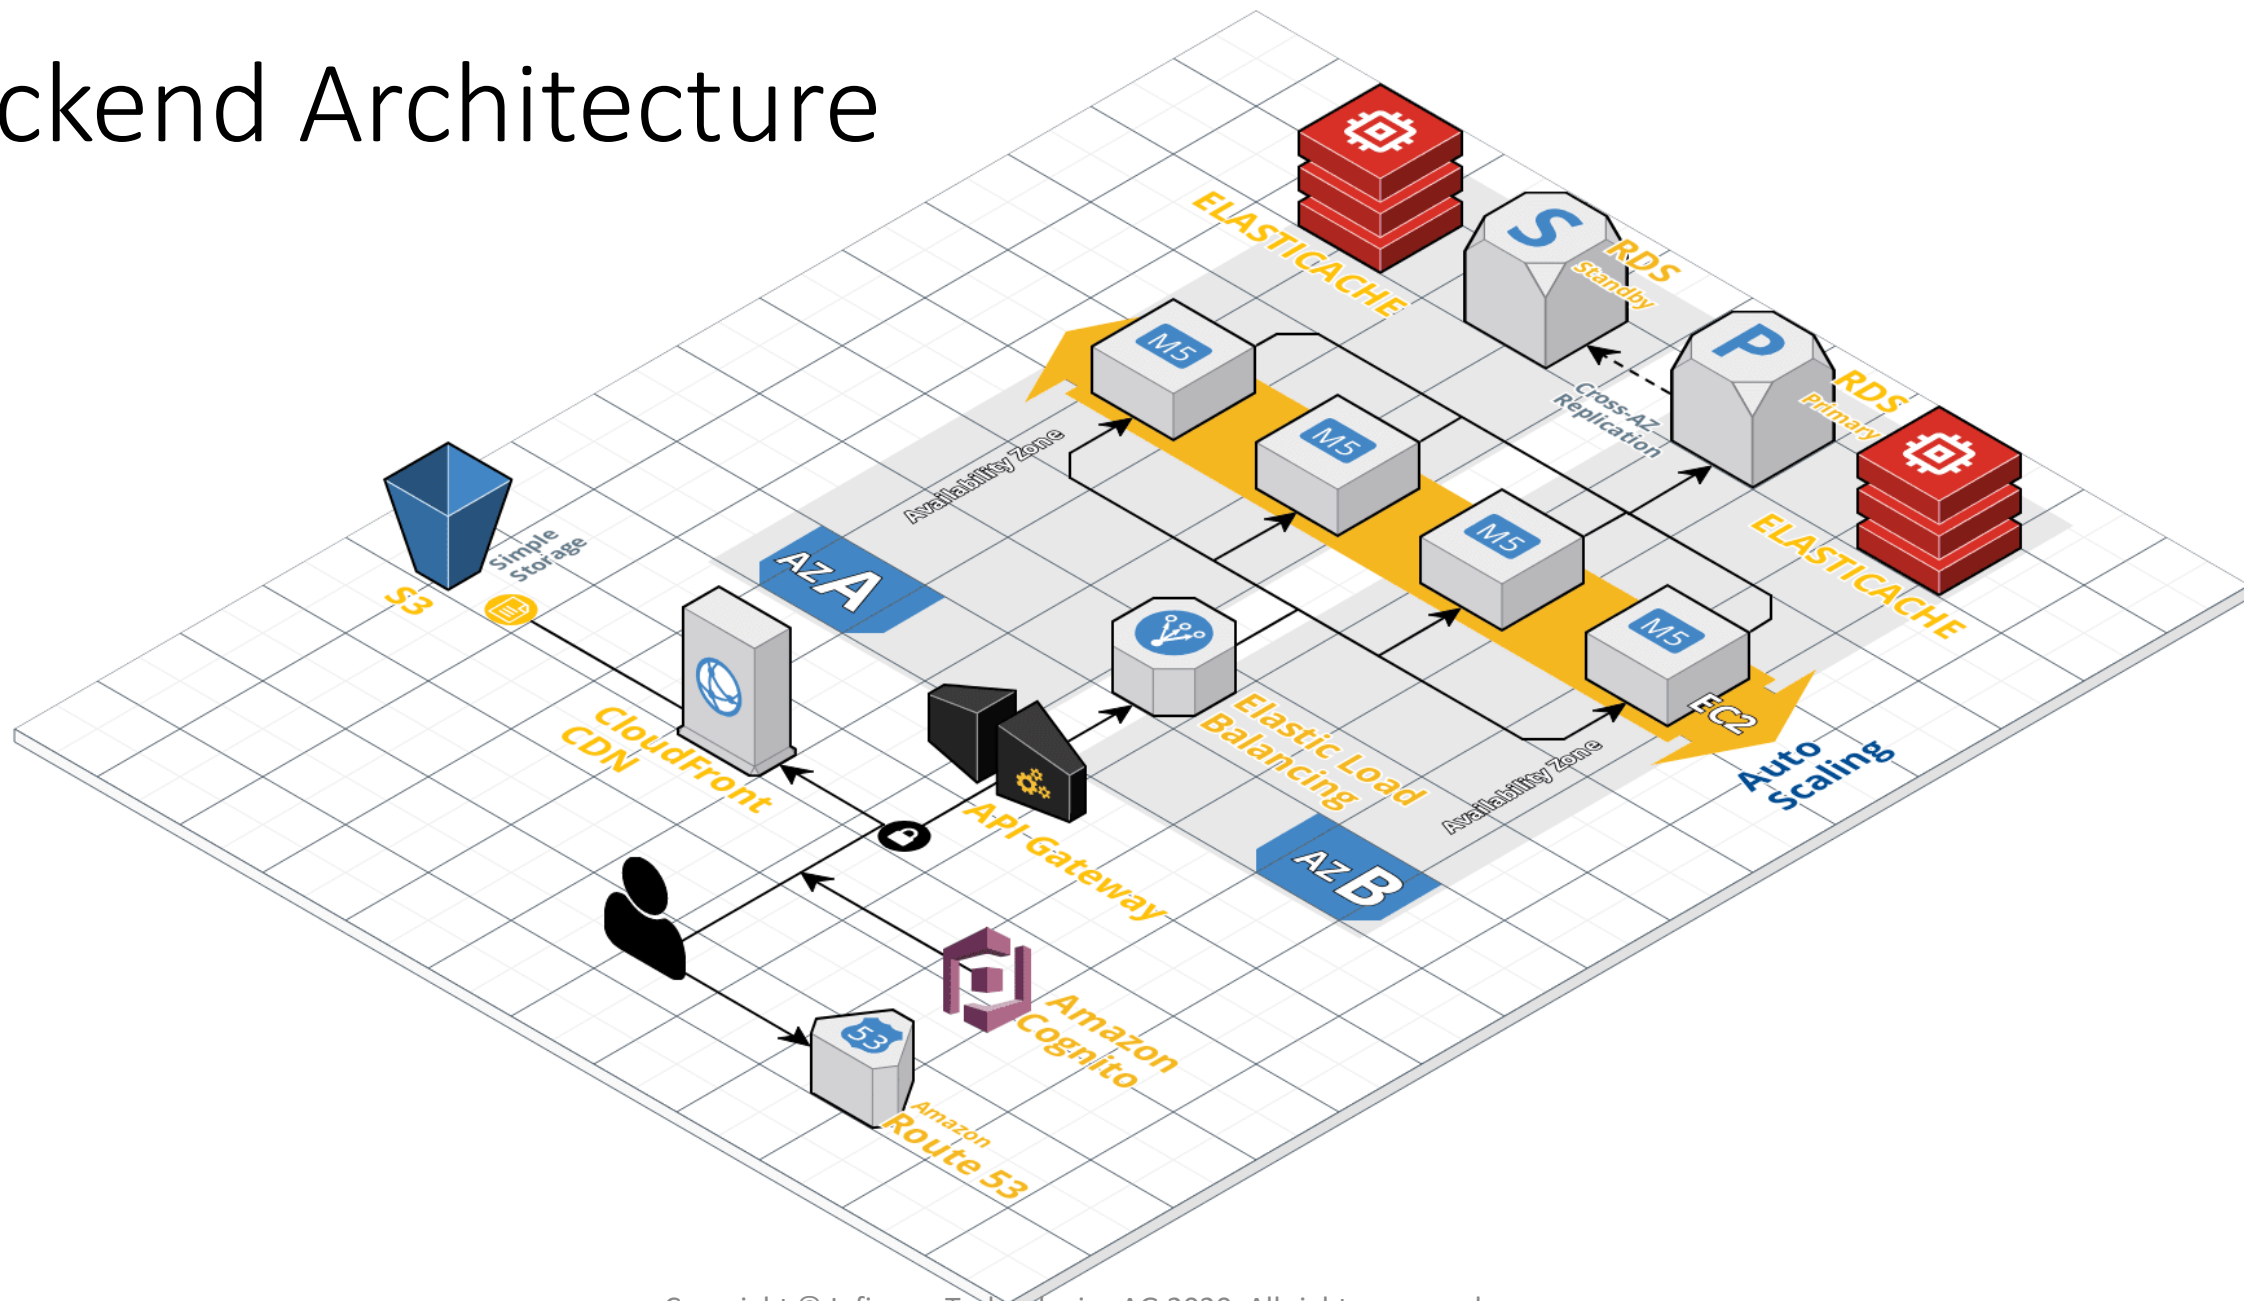 ckend Architecture
ELASTICACHE
S
RDS
Standby
P
RDS
Primary
Cross-AZ
Replication
ELASTICACHE
M5
M5
M5
M5
EC2
Auto
Scaling
Availability Zone
AZ A
Simple
Storage
S3
CloudFront
CDN
Elastic Load
Balancing
Availability Zone
AZ B
API Gateway
Amazon
Cognito
53
Amazon
Route 53